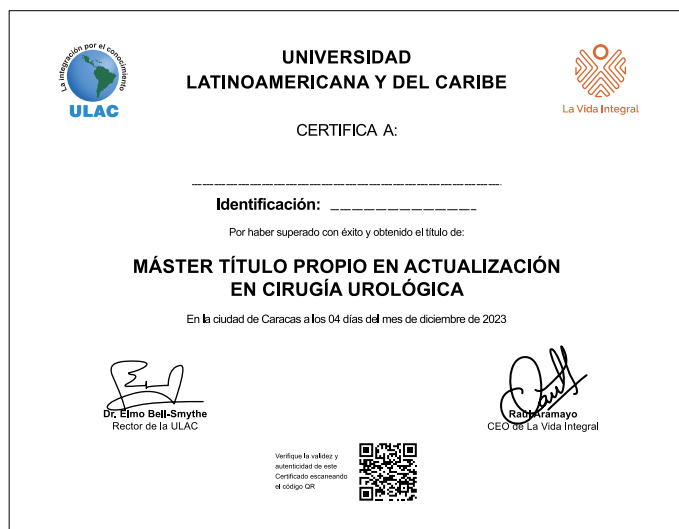 La integración por el conocimiento
ULAC
UNIVERSIDAD
LATINOAMERICANA Y DEL CARIBE
La Vida Integral
CERTIFICA A:
Identificación:
Por haber superado con éxito y obtenido el título de:
MÁSTER TÍTULO PROPIO EN ACTUALIZACIÓN
EN CIRUGÍA UROLÓGICA
En la ciudad de Caracas a los 04 días del mes de diciembre de 2023
Dr. Elmo Bell-Smythe
Rector de la ULAC
Raul Aramayo
CEO de La Vida Integral
Verifique la validez y
autenticidad de este
Certificado escaneando
el código QR